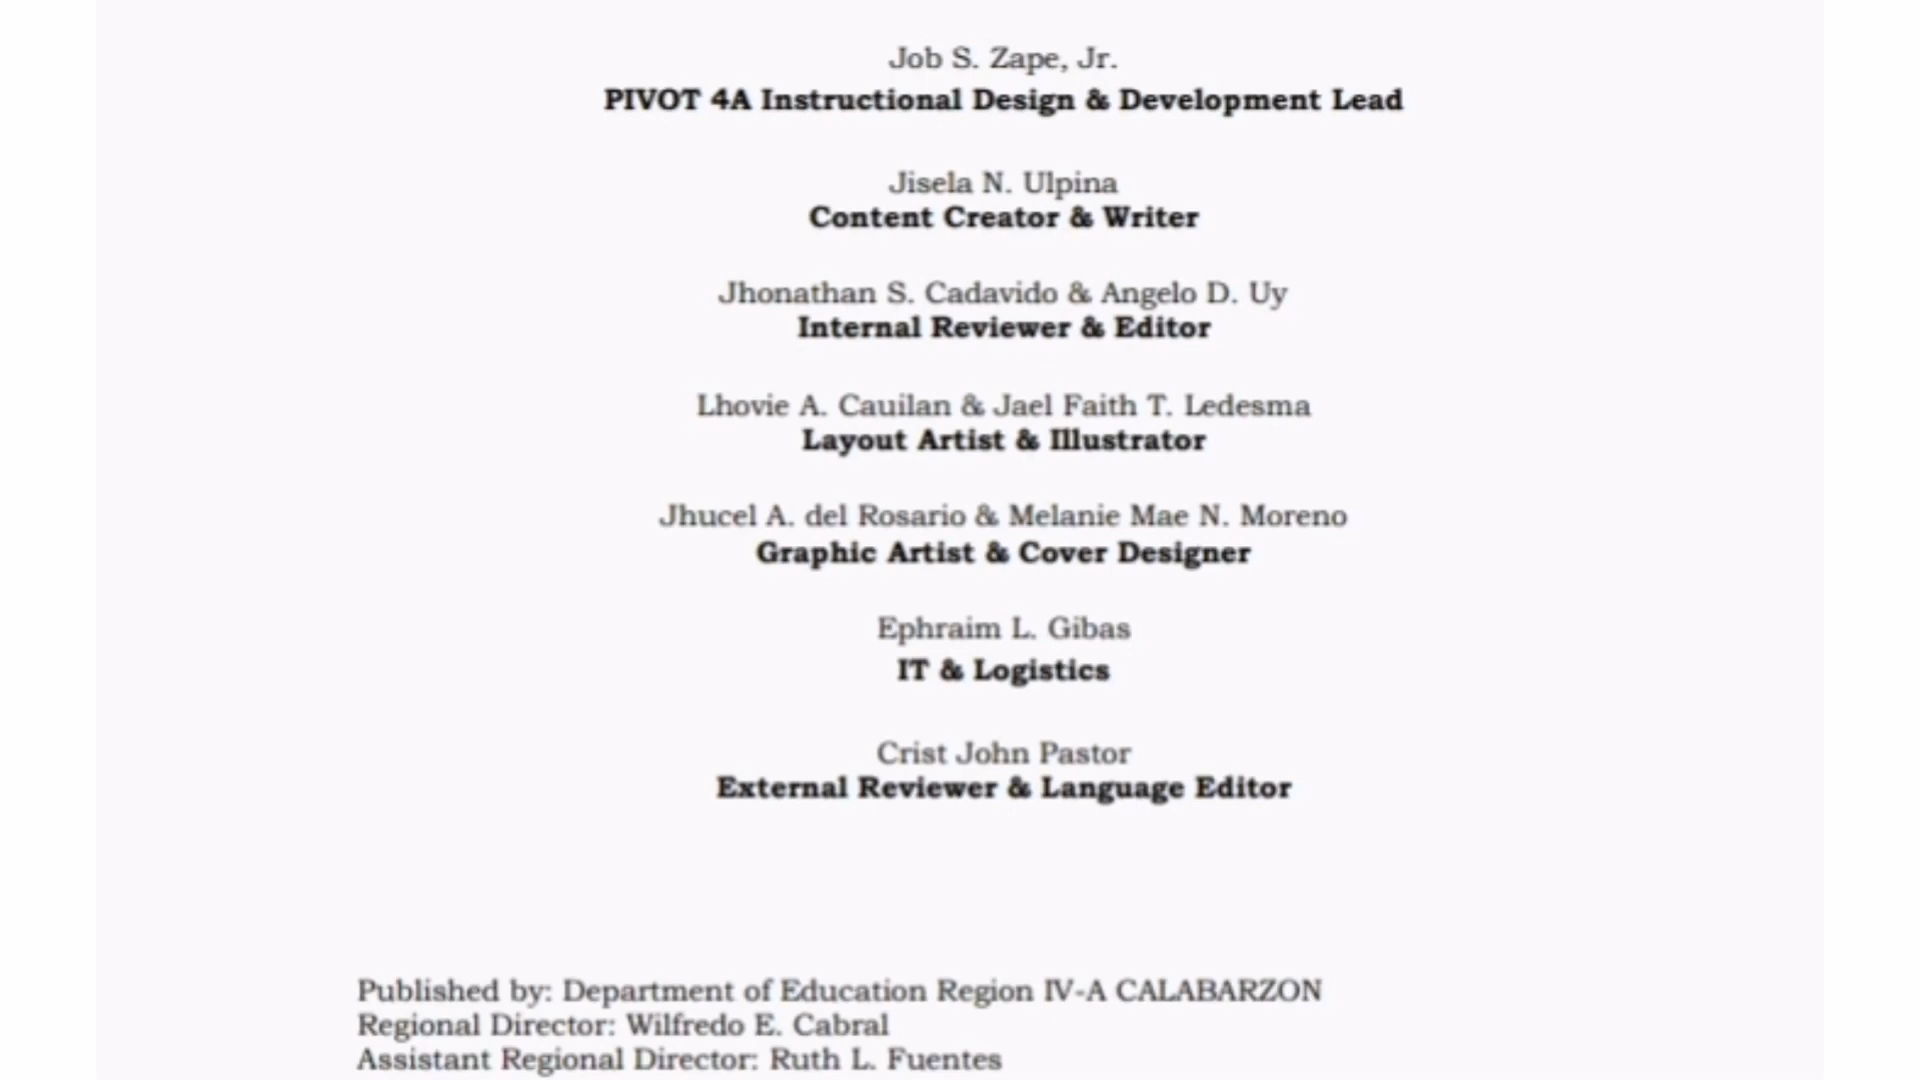 Job S. Zape, Jr.
PIVOT 4A Instructional Design & Development Lead
Jisela N. Ulpina
Content Creator & Writer
Jhonathan S. Cadavido & Angelo D. Uy
Internal Reviewer & Editor
Lhovie A. Cauilan & Jael Faith T. Ledesma
Layout Artist & Illustrator
Jhucel A. del Rosario & Melanie Mae N. Moreno
Graphic Artist & Cover Designer
Ephraim L. Gibas
IT & Logistics
Crist John Pastor
External Reviewer & Language Editor
Published by: Department of Education Region IV-A CALABARZON
Regional Director: Wilfredo E. Cabral
Assistant Regional Director: Ruth L. Fuentes